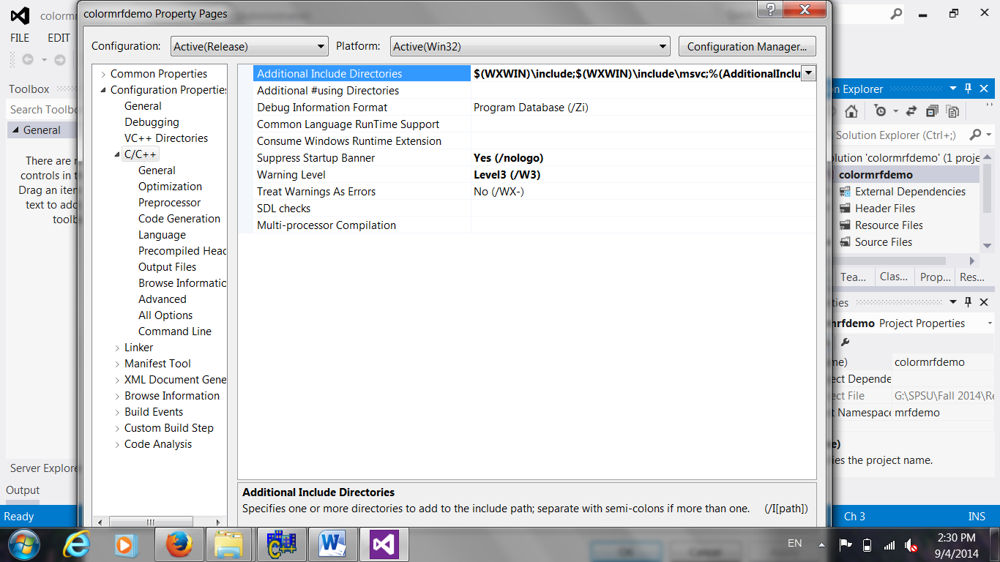 colormrfdemo Property Pages
colormr
FILE EDIT
Configuration: Active(Release) Platform: Active(Win32) Configuration Manager...
Toolbox
Search Toolbo
General
There are n
controls in t
Drag an iter
text to add
toolb
Server Explore
Output
Ready
Common Properties
Configuration Properties
General
Debugging
VC++ Directories
C/C++
General
Optimization
Preprocessor
Code Generation
Language
Precompiled Head
Output Files
Browse Informatic
Advanced
All Options
Command Line
Linker
Manifest Tool
XML Document Gene
Browse Information
Build Events
Custom Build Step
Code Analysis
Additional Include Directories $(WXWIN)\include;$(WXWIN)\include\msvc;%(AdditionalInclu
Additional #using Directories
Debug Information Format Program Database (/Zi)
Common Language RunTime Support
Consume Windows Runtime Extension
Suppress Startup Banner Yes (/nologo)
Warning Level Level3 (/W3)
Treat Warnings As Errors No (/WX-)
SDL checks
Multi-processor Compilation
Additional Include Directories
Specifies one or more directories to add to the include path; separate with semi-colons if more than one. (/I[path])
on Explorer
Solution Explorer (Ctrl+;)
olution 'colormrfdemo' (1 proje
colormrfdemo
External Dependencies
Header Files
Resource Files
Source Files
Tea... Clas... Prop... Res...
ties
mrfdemo Project Properties
me) colormrfdemo
ect Depende
ect File G:\SPSU\Fall 2014\Re
t Namespace mrfdemo
e)
ies the project name.
Ch 3 INS
EN 2:30 PM
9/4/2014